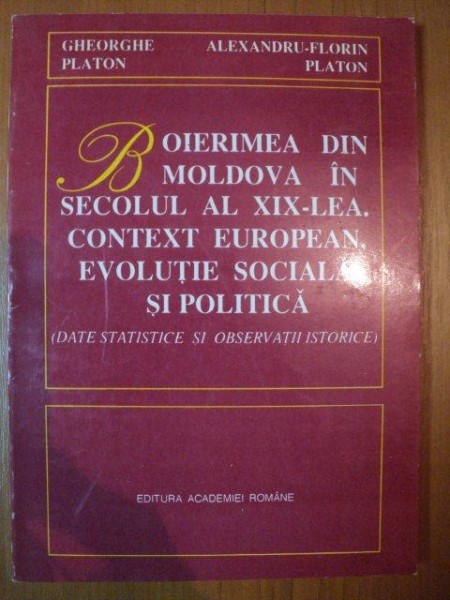 GHEORGHE PLATON
ALEXANDRU-FLORIN PLATON
BOIERIMEA DIN
MOLDOVA ÎN
SECOLUL AL XIX-LEA.
CONTEXT EUROPEAN,
EVOLUȚIE SOCIALĂ
ȘI POLITICĂ
(DATE STATISTICE ȘI OBSERVAȚII ISTORICE)
EDITURA ACADEMIEI ROMÂNE